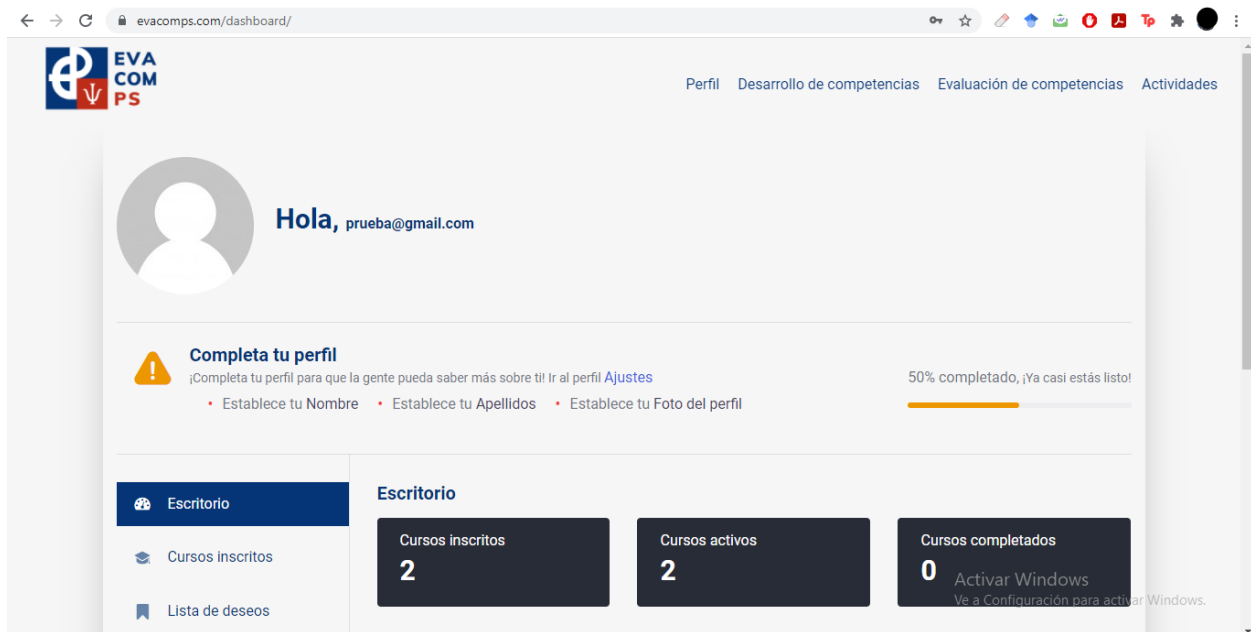 evacomps.com/dashboard/
EVA
COM
PS
Perfil Desarrollo de competencias Evaluación de competencias Actividades
Hola, prueba@gmail.com
Completa tu perfil
¡Completa tu perfil para que la gente pueda saber más sobre ti! Ir al perfil Ajustes
50% completado, ¡Ya casi estás listo!
• Establece tu Nombre • Establece tu Apellidos • Establece tu Foto del perfil
Escritorio
Cursos inscritos
Lista de deseos
Escritorio
Cursos inscritos
2
Cursos activos
2
Cursos completados
0
Activar Windows
Ve a Configuración para activar Windows.